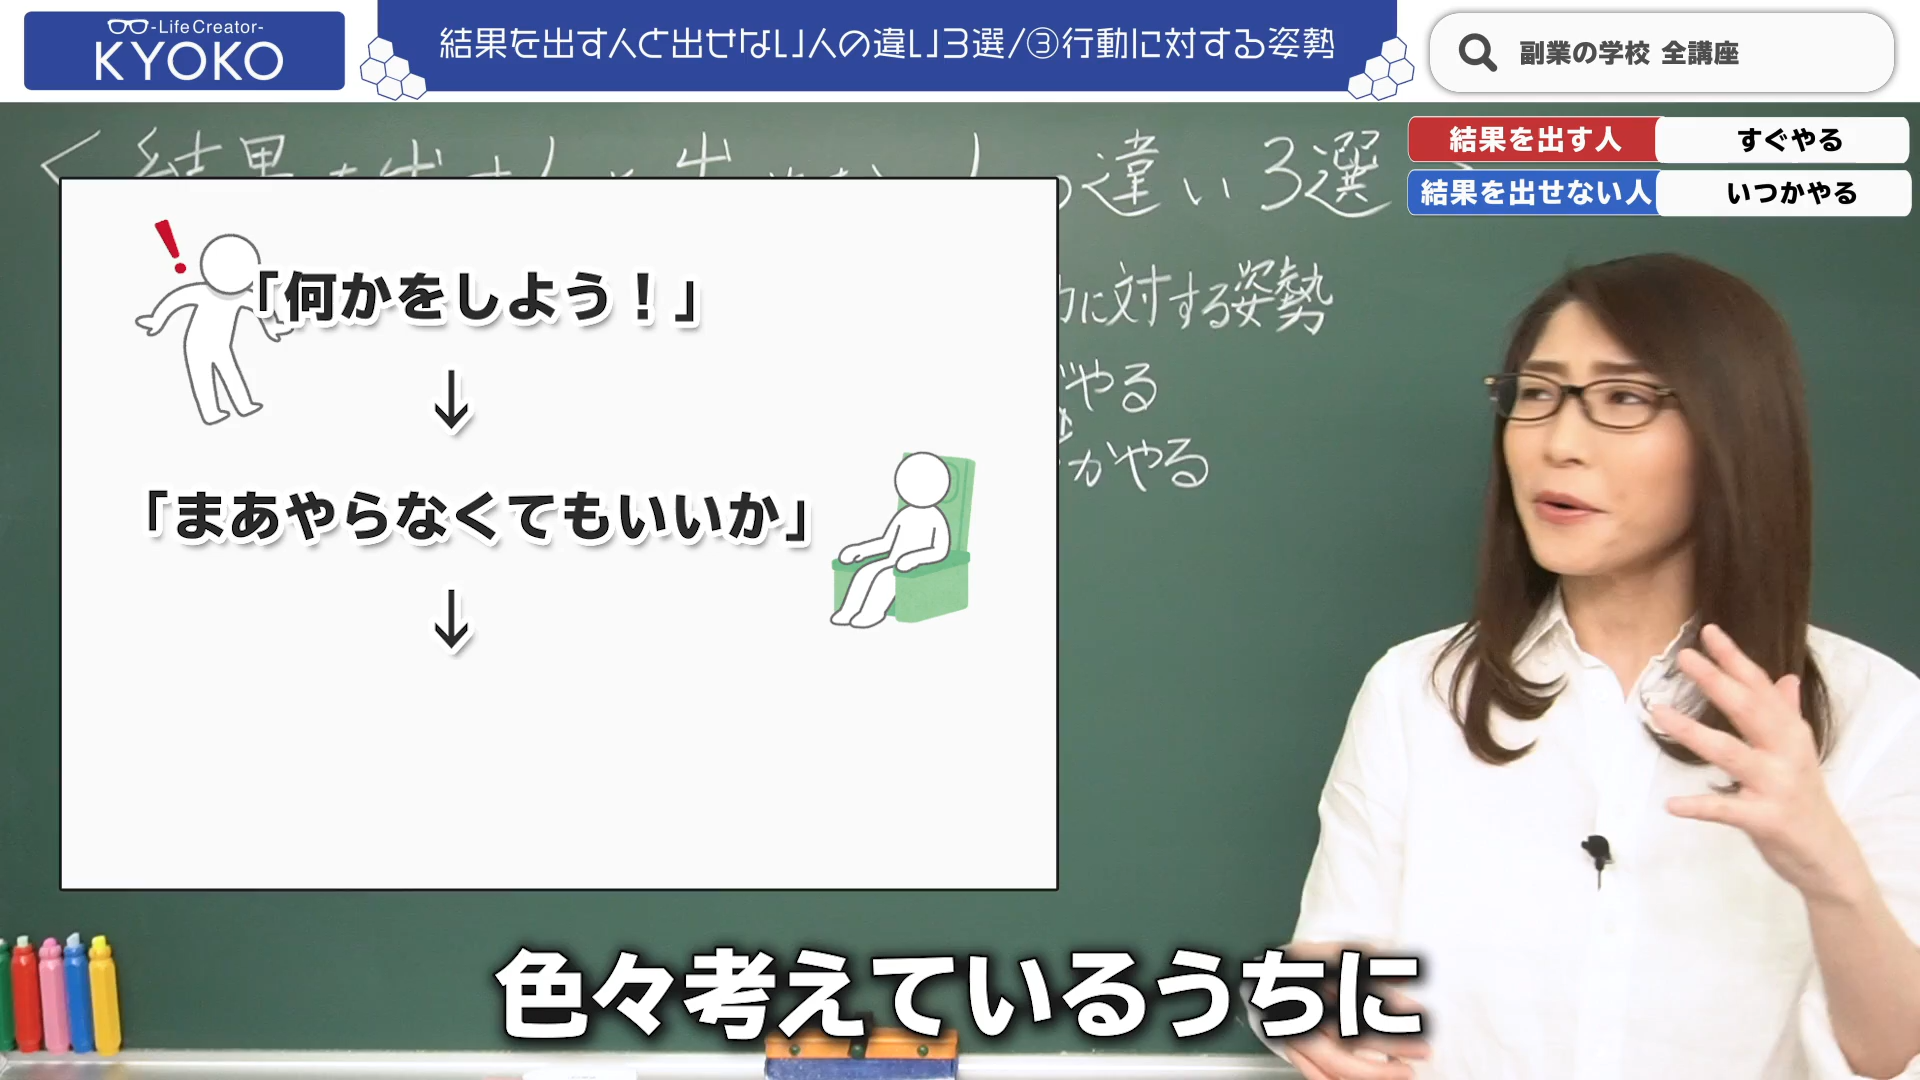 -Life Creator-
KYOKO
結果を出す人と出せない人の違い3選/③行動に対する姿勢
副業の学校 全講座
結果を出す人 すぐやる
結果を出せない人 いつかやる
違い3選
に対する姿勢
やる
かやる
「何かをしよう！」
↓
「まあやらなくてもいいか」
↓
色々考えているうちに